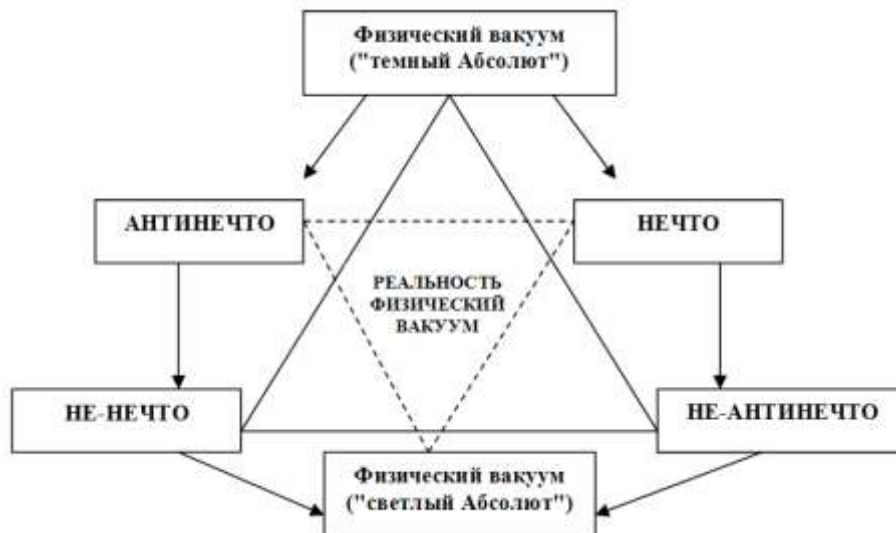 Физический вакуум
("темный Абсолют")
АНТИНЕЧТО
НЕЧТО
РЕАЛЬНОСТЬ
ФИЗИЧЕСКИЙ
ВАКУУМ
НЕ-НЕЧТО
НЕ-АНТИНЕЧТО
Физический вакуум
("светлый Абсолют")